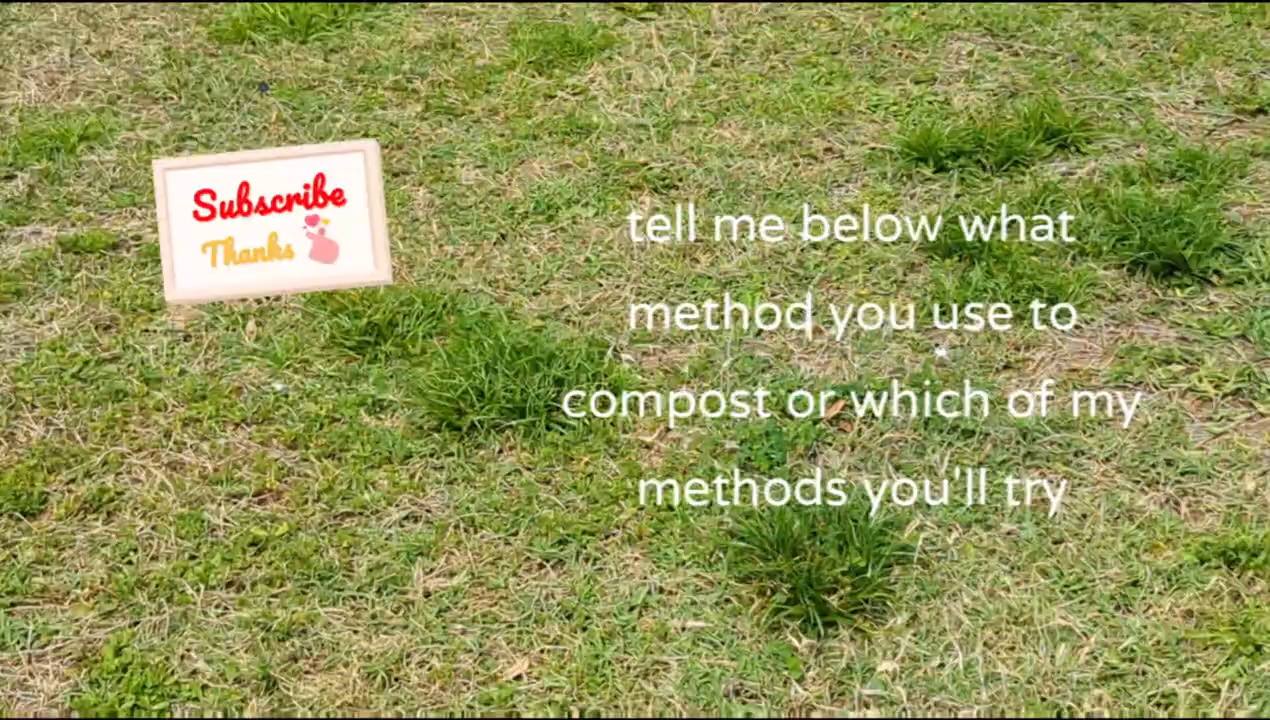 Subscribe
Thanks
tell me below what
method you use to
compost or which of my
methods you'll try